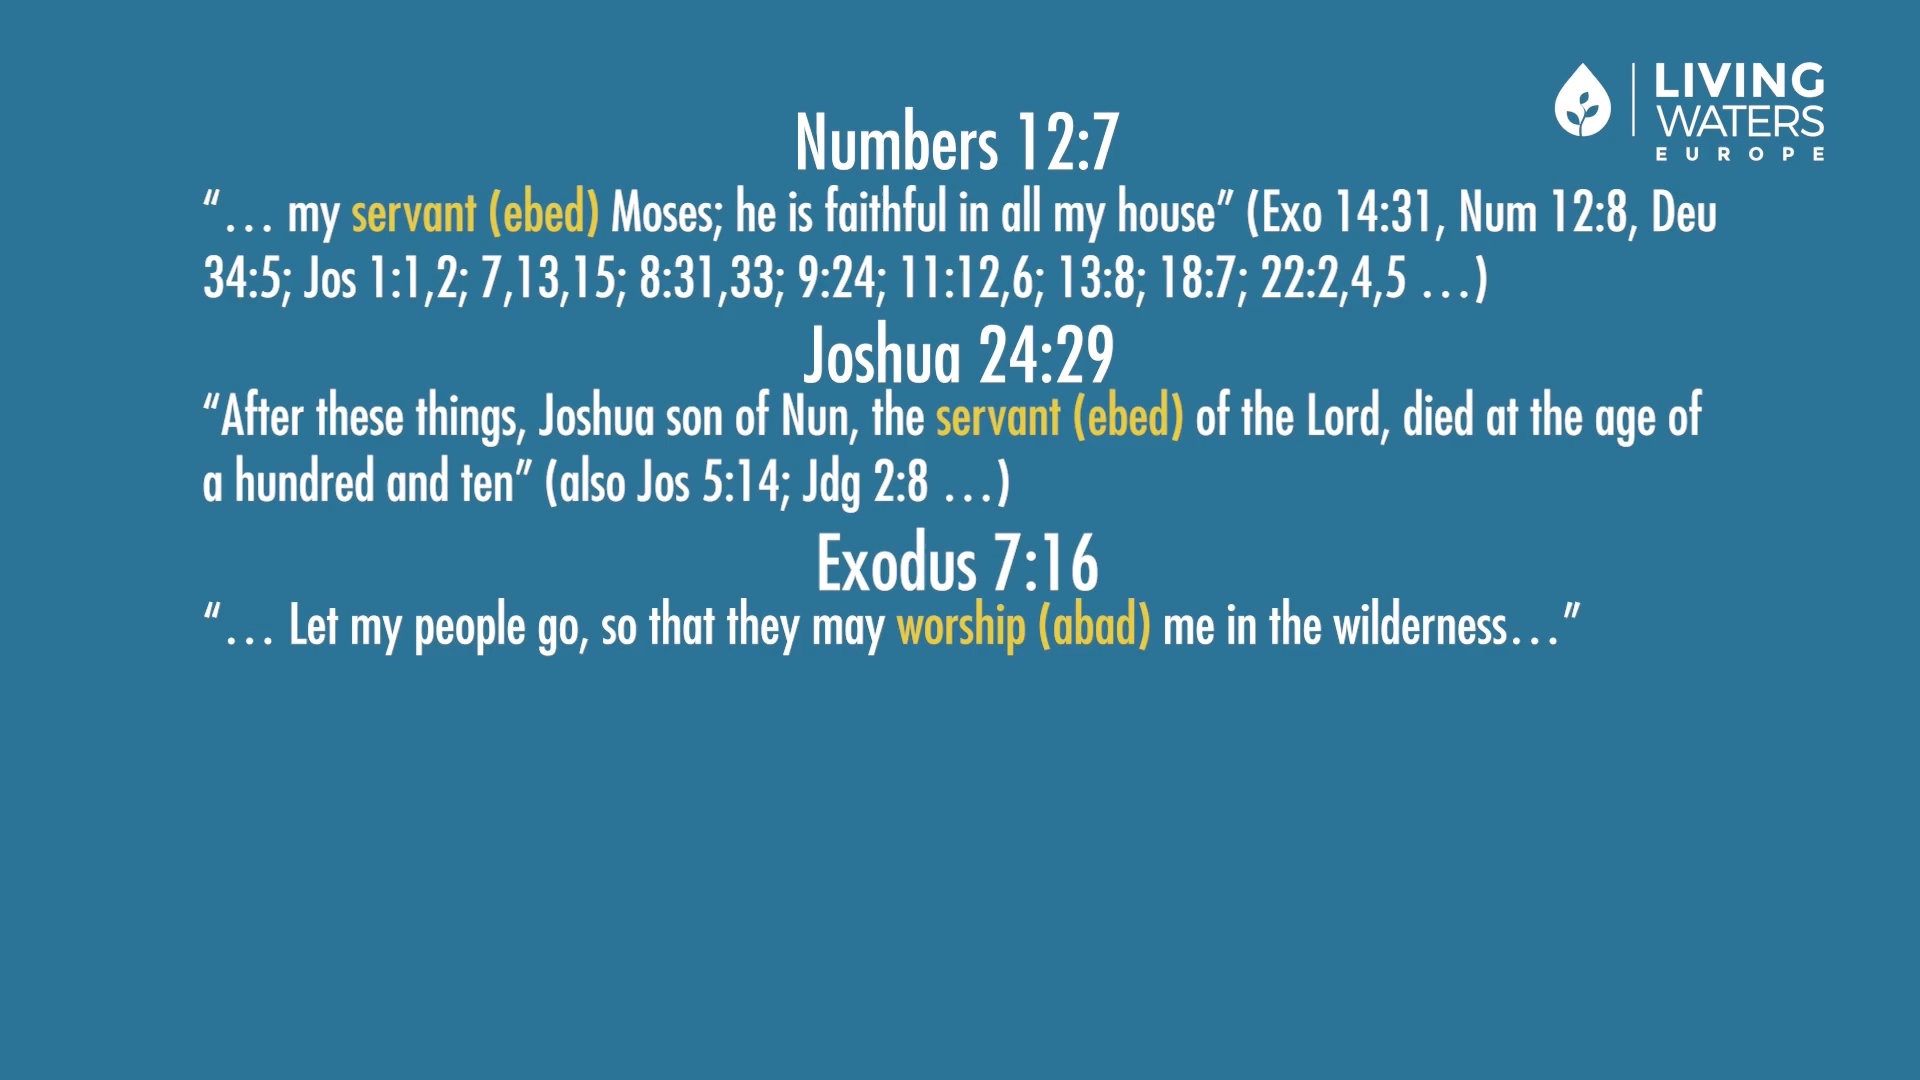 LIVING
WATERS
EUROPE
Numbers 12:7
“… my servant (ebed) Moses; he is faithful in all my house” (Exo 14:31, Num 12:8, Deu
34:5; Jos 1:1,2; 7,13,15; 8:31,33; 9:24; 11:12,6; 13:8; 18:7; 22:2,4,5 …)
Joshua 24:29
“After these things, Joshua son of Nun, the servant (ebed) of the Lord, died at the age of
a hundred and ten” (also Jos 5:14; Jdg 2:8 …)
Exodus 7:16
“… Let my people go, so that they may worship (abad) me in the wilderness…”